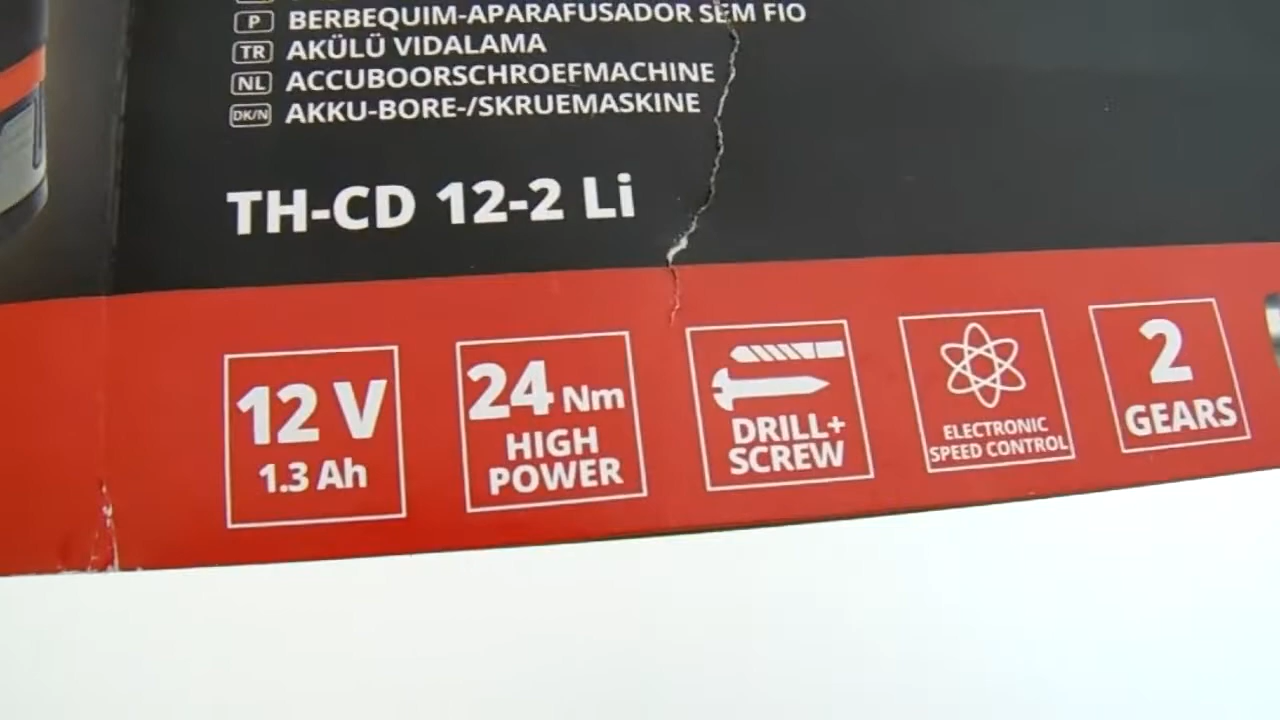 P BERBEQUIM-APARAFUSADOR SEM FIO
TR AKÜLÜ VIDALAMA
NL ACCUBOORSCHROEFMACHINE
DK/N AKKU-BORE-/SKRUEMASKINE
TH-CD 12-2 Li
12 V
1.3 Ah
24 Nm
HIGH
POWER
DRILL+
SCREW
ELECTRONIC
SPEED CONTROL
2
GEARS